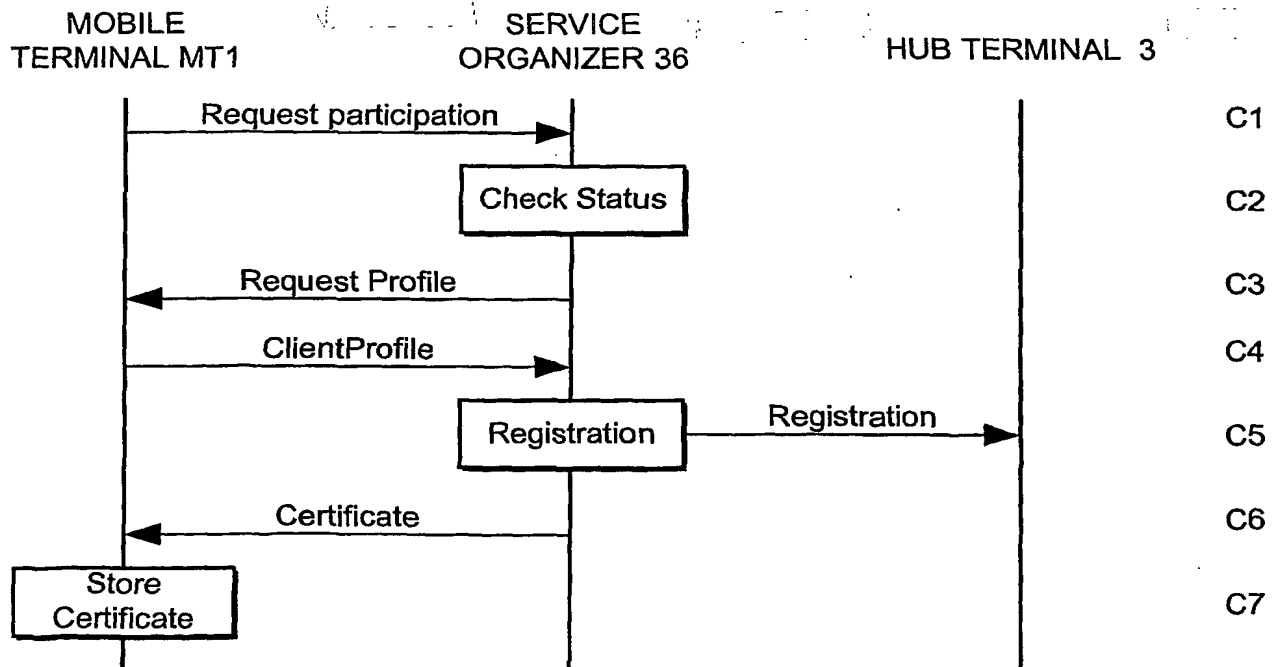 MOBILE
TERMINAL MT1
SERVICE
ORGANIZER 36
HUB TERMINAL 3
Request participation
C1
Check Status
C2
Request Profile
C3
ClientProfile
C4
Registration
Registration
C5
Certificate
C6
Store
Certificate
C7